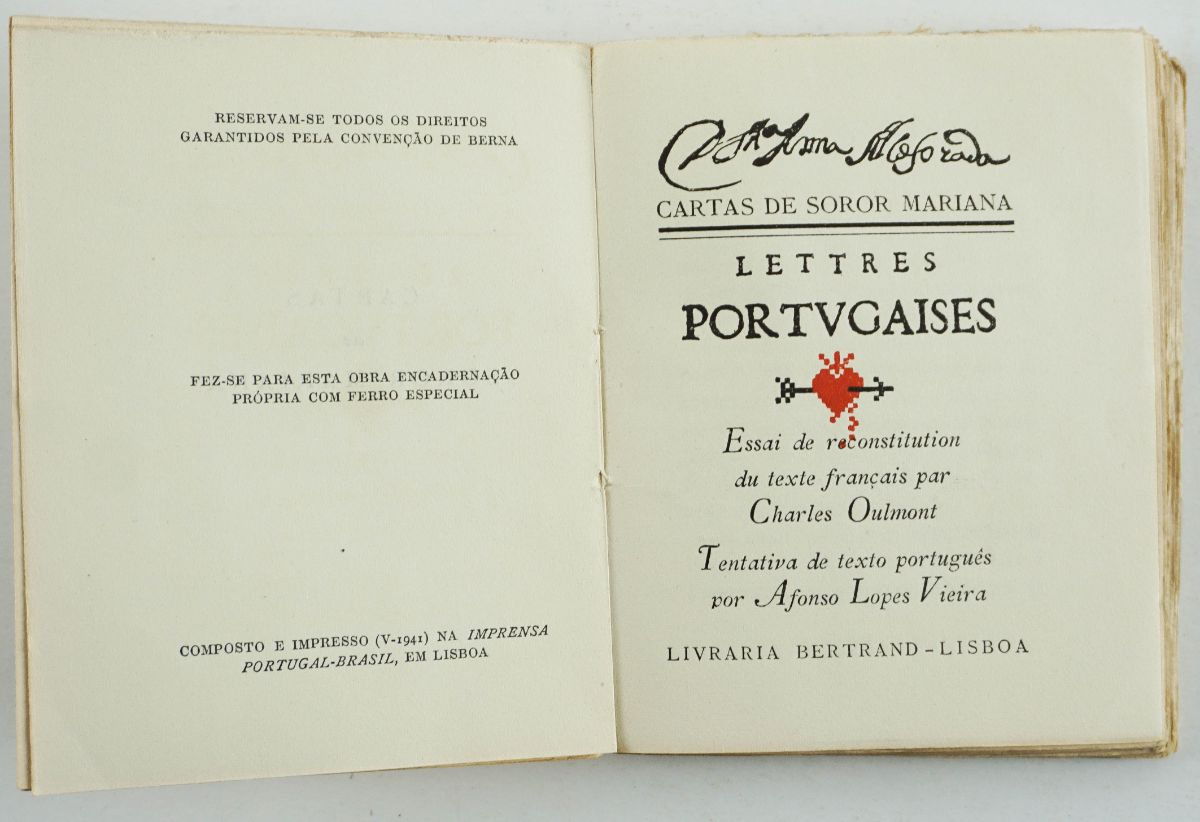 RESERVAM-SE TODOS OS DIREITOS
GARANTIDOS PELA CONVENÇÃO DE BERNA
FEZ-SE PARA ESTA OBRA ENCADERNAÇÃO
PRÓPRIA COM FERRO ESPECIAL
COMPOSTO E IMPRESSO (V-1941) NA IMPRENSA
PORTUGAL-BRASIL, EM LISBOA
CARTAS DE SOROR MARIANA
LETTRES
PORTVGAISES
Essai de reconstitution
du texte français par
Charles Oulmont
Tentativa de texto português
por Afonso Lopes Vieira
LIVRARIA BERTRAND - LISBOA